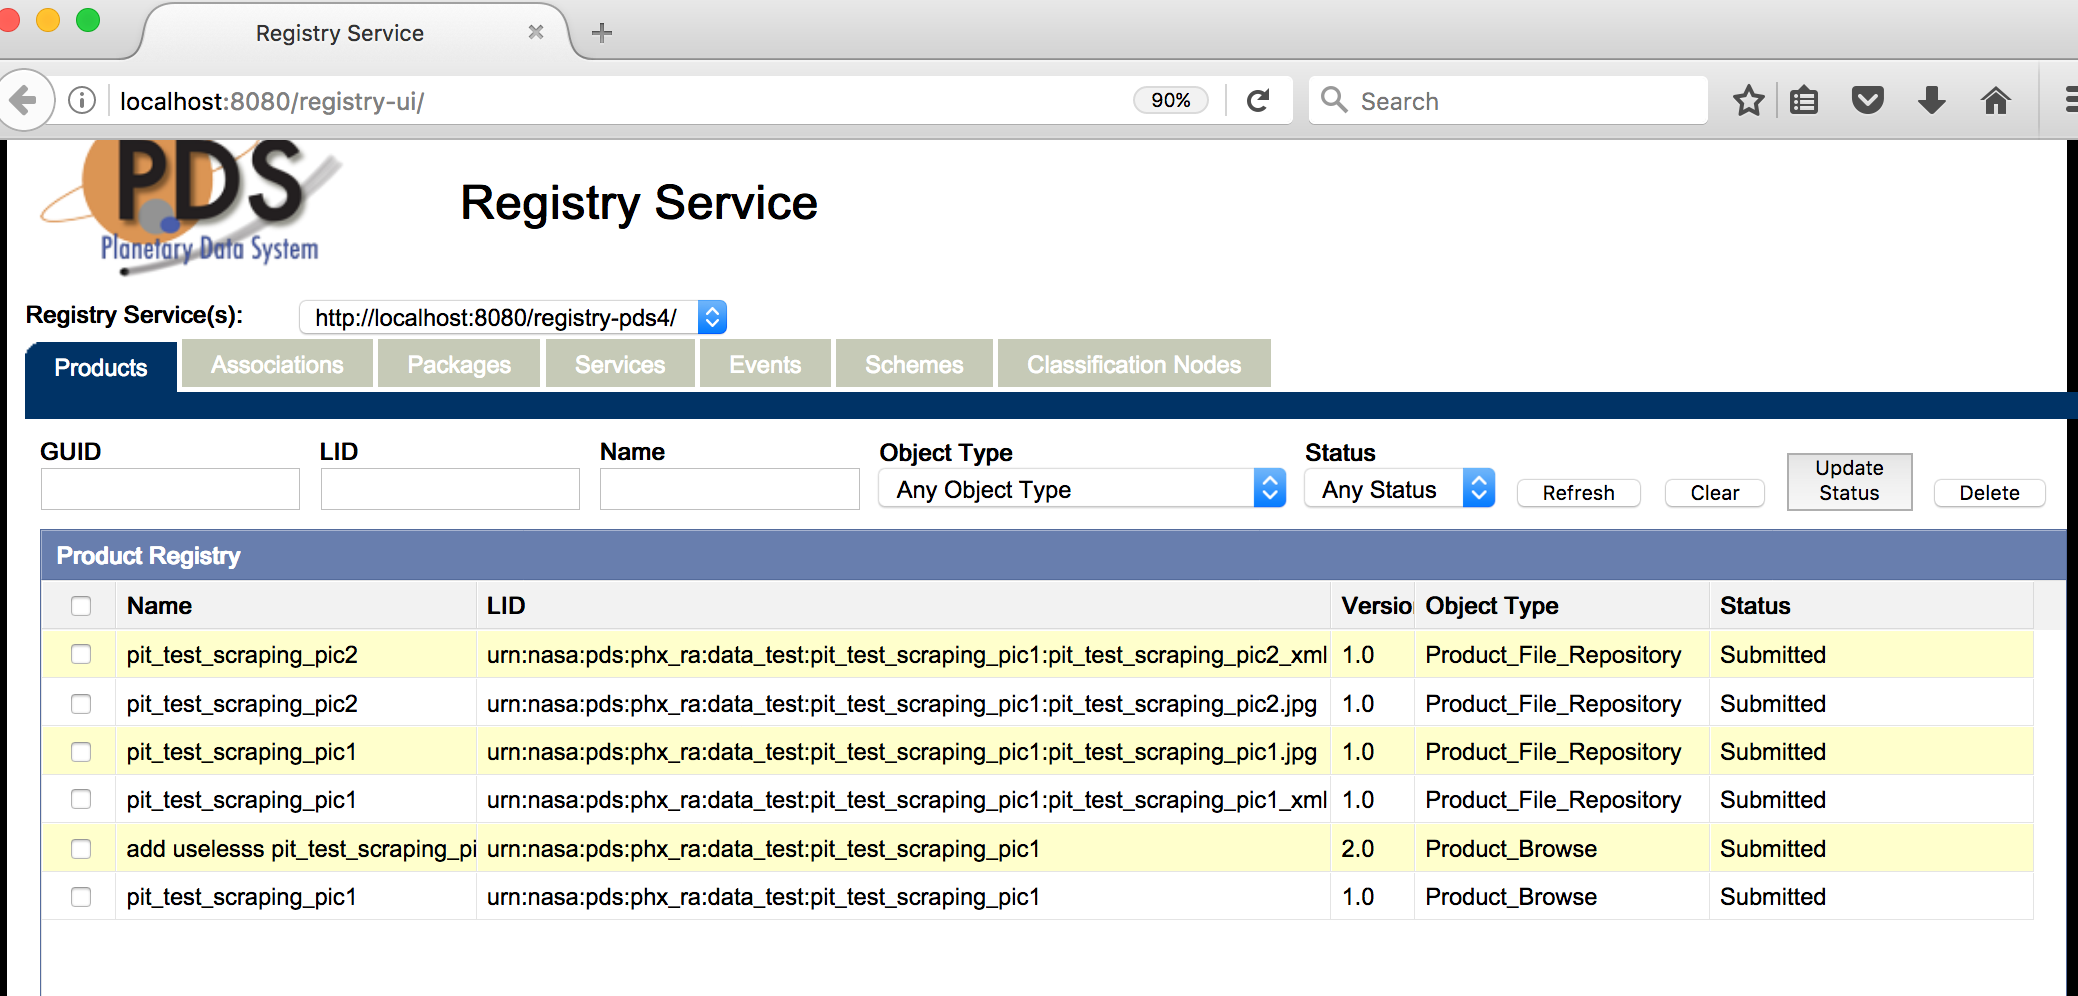 Registry Service
localhost:8080/registry-ui/
90%
Search
PDS
Planetary Data System
Registry Service
Registry Service(s):
http://localhost:8080/registry-pds4/
Products Associations Packages Services Events Schemes Classification Nodes
GUID LID Name Object Type Status
Any Object Type Any Status Refresh Clear Update Status Delete
Product Registry
Name LID Versio Object Type Status
pit_test_scraping_pic2 urn:nasa:pds:phx_ra:data_test:pit_test_scraping_pic1:pit_test_scraping_pic2_xml 1.0 Product_File_Repository Submitted
pit_test_scraping_pic2 urn:nasa:pds:phx_ra:data_test:pit_test_scraping_pic1:pit_test_scraping_pic2.jpg 1.0 Product_File_Repository Submitted
pit_test_scraping_pic1 urn:nasa:pds:phx_ra:data_test:pit_test_scraping_pic1:pit_test_scraping_pic1.jpg 1.0 Product_File_Repository Submitted
pit_test_scraping_pic1 urn:nasa:pds:phx_ra:data_test:pit_test_scraping_pic1:pit_test_scraping_pic1_xml 1.0 Product_File_Repository Submitted
add uselesss pit_test_scraping_pi urn:nasa:pds:phx_ra:data_test:pit_test_scraping_pic1 2.0 Product_Browse Submitted
pit_test_scraping_pic1 urn:nasa:pds:phx_ra:data_test:pit_test_scraping_pic1 1.0 Product_Browse Submitted